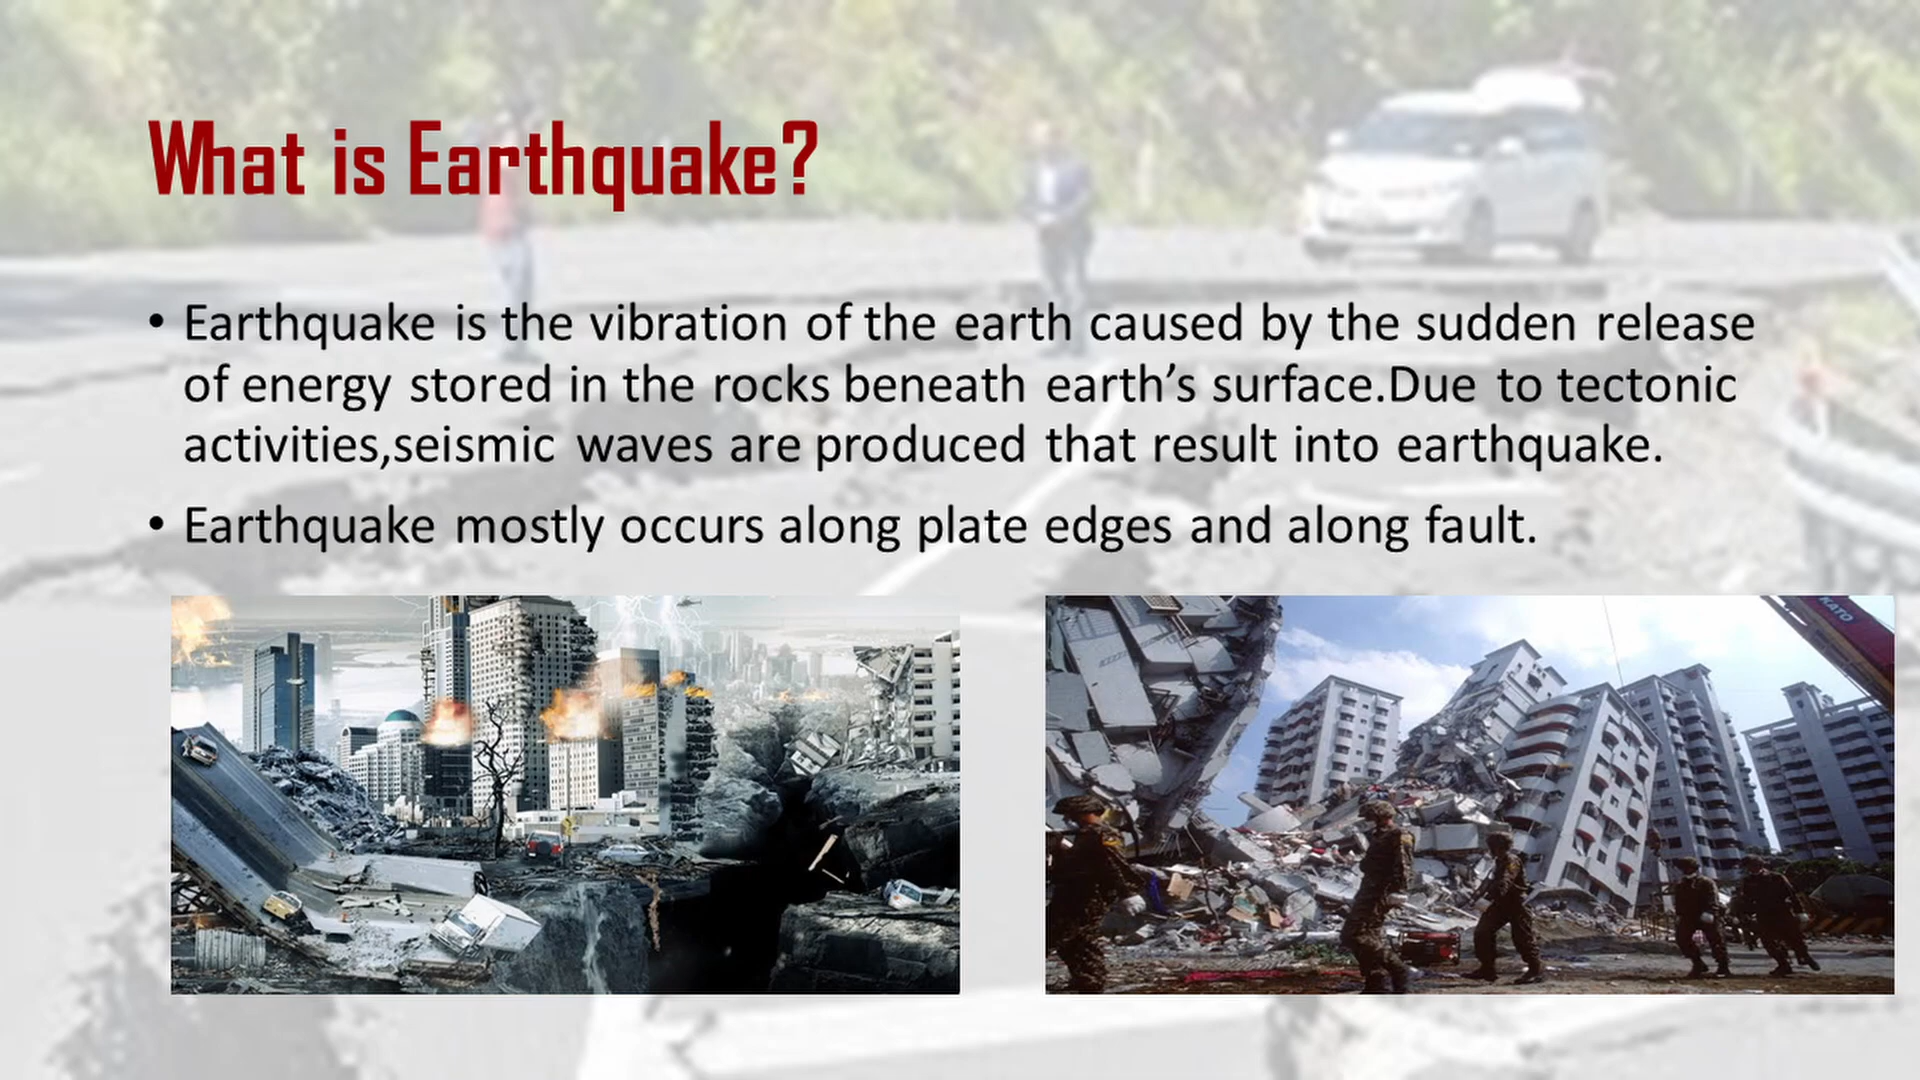 What is Earthquake?
• Earthquake is the vibration of the earth caused by the sudden release
of energy stored in the rocks beneath earth’s surface.Due to tectonic
activities,seismic waves are produced that result into earthquake.
• Earthquake mostly occurs along plate edges and along fault.
KATO